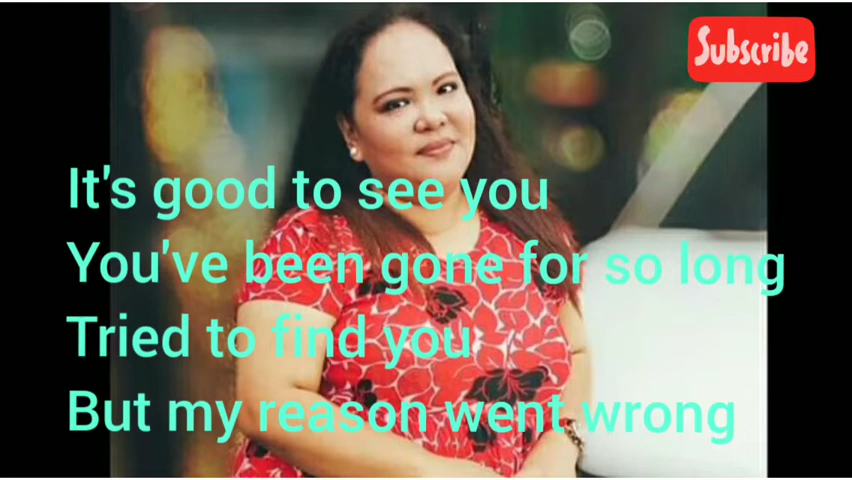 Subscribe
It's good to see you
You've been gone for so long
Tried to find you
But my reason went wrong